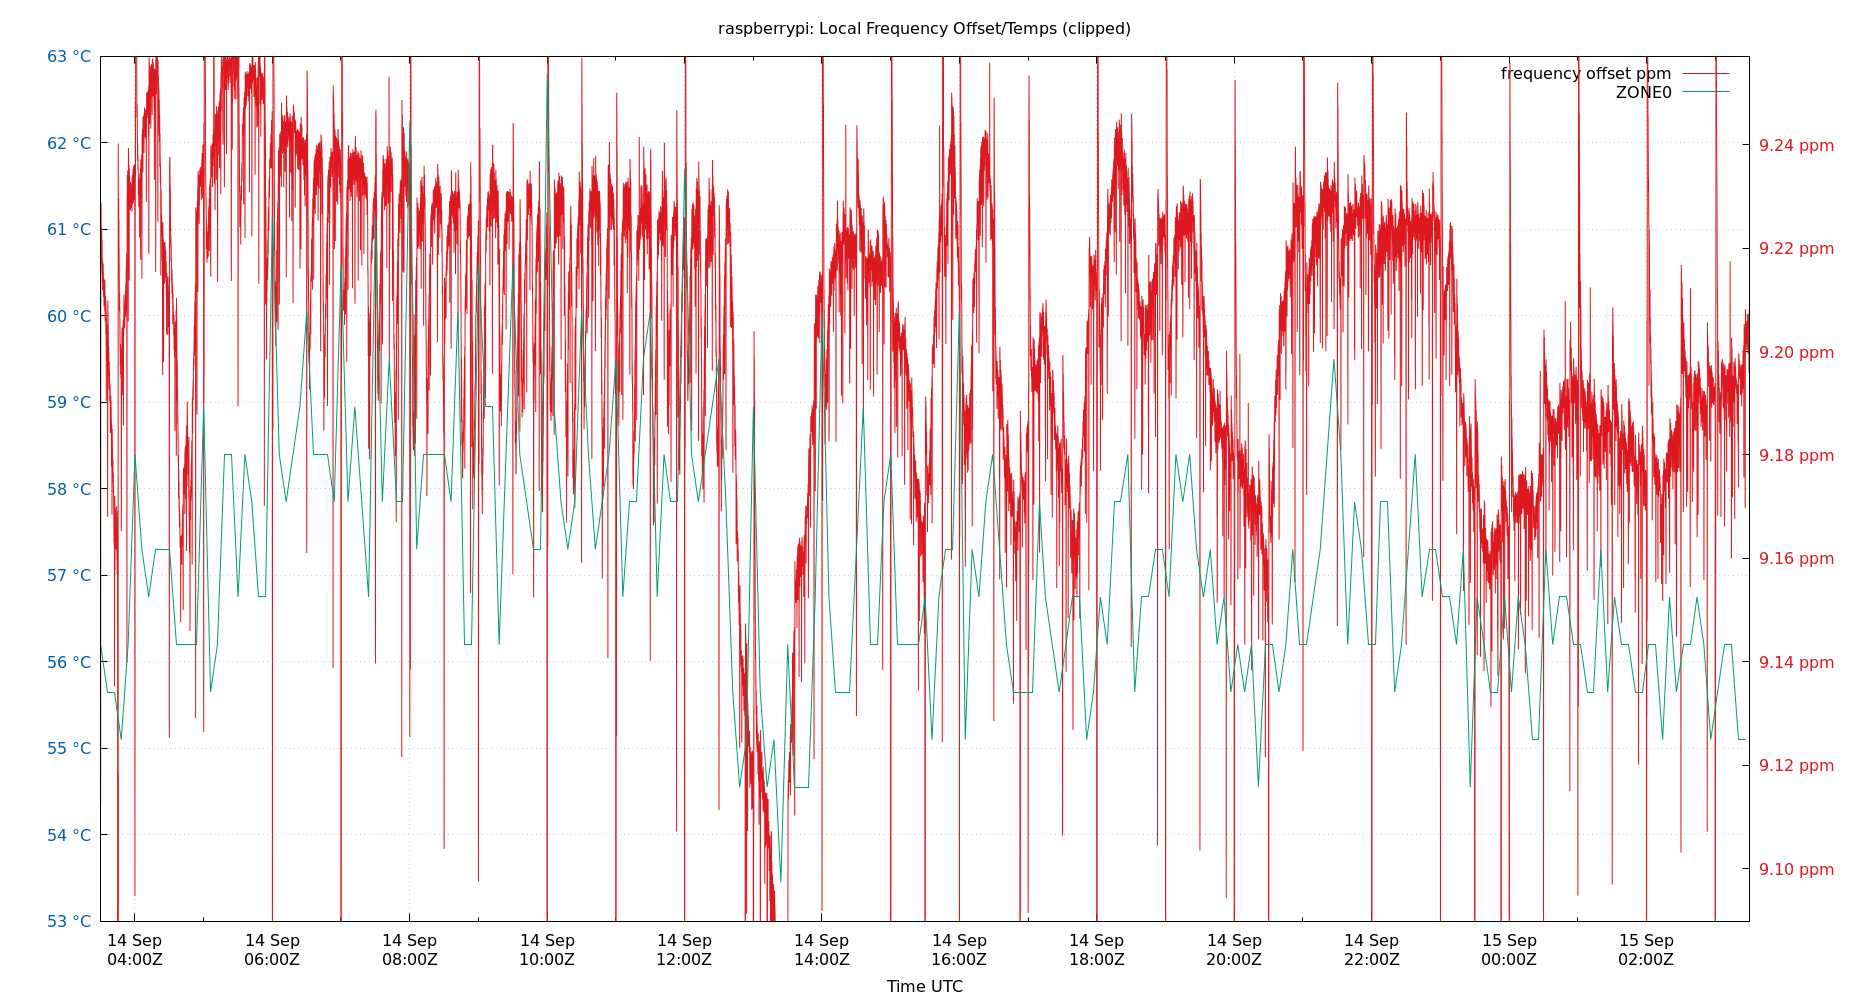 raspberrypi: Local Frequency Offset/Temps (clipped)
63 °C
62 °C
61 °C
60 °C
59 °C
58 °C
57 °C
56 °C
55 °C
54 °C
53 °C
frequency offset ppm
ZONE0
9.24 ppm
9.22 ppm
9.20 ppm
9.18 ppm
9.16 ppm
9.14 ppm
9.12 ppm
9.10 ppm
14 Sep 14 Sep 14 Sep 14 Sep 14 Sep 14 Sep 14 Sep 14 Sep 14 Sep 14 Sep 15 Sep 15 Sep
04:00Z 06:00Z 08:00Z 10:00Z 12:00Z 14:00Z 16:00Z 18:00Z 20:00Z 22:00Z 00:00Z 02:00Z
Time UTC